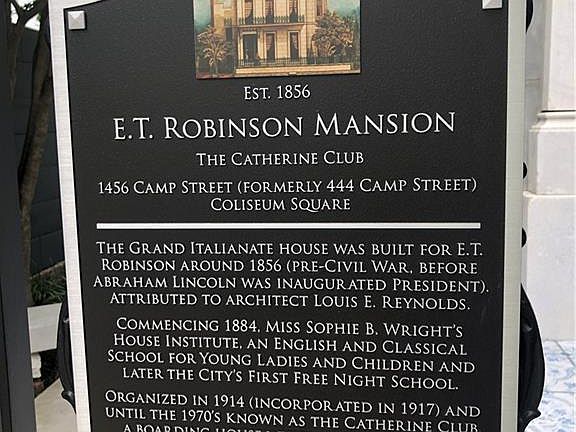 Est. 1856
E.T. Robinson Mansion
The Catherine Club
1456 Camp Street (formerly 444 Camp Street)
Coliseum Square
The Grand Italianate house was built for E.T.
Robinson around 1856 (pre-Civil War, before
Abraham Lincoln was inaugurated President).
Attributed to architect Louis E. Reynolds.
Commencing 1884, Miss Sophie B. Wright's
House Institute, an English and Classical
School for Young Ladies and Children and
later the City's First Free Night School.
Organized in 1914 (incorporated in 1917) and
until the 1970's known as the Catherine Club,
a boarding house